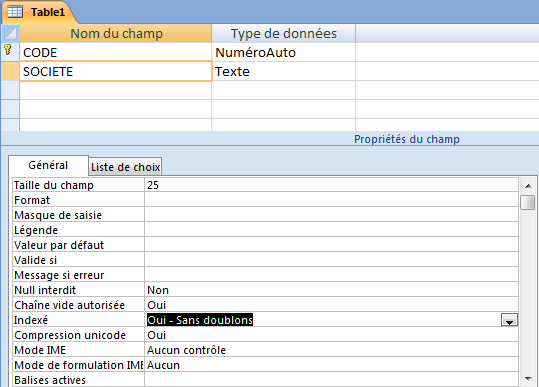 Table1
Nom du champ Type de données
CODE NuméroAuto
SOCIETE Texte
Propriétés du champ
Général Liste de choix
Taille du champ 25
Format
Masque de saisie
Légende
Valeur par défaut
Valide si
Message si erreur
Null interdit Non
Chaîne vide autorisée Oui
Indexé Oui - Sans doublons
Compression unicode Oui
Mode IME Aucun contrôle
Mode de formulation IME Aucun
Balises actives